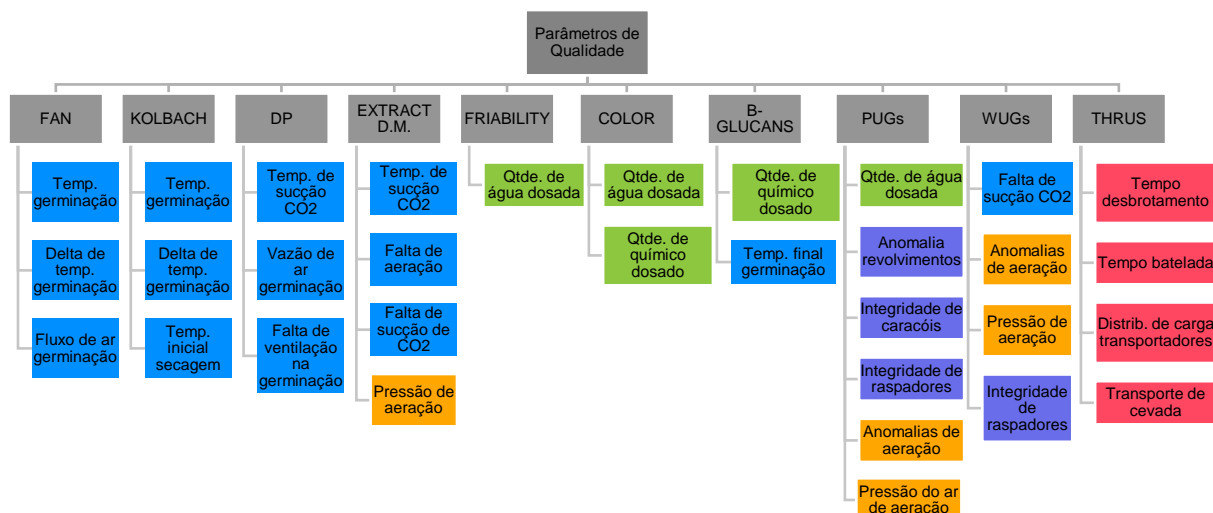 Parâmetros de
Qualidade
FAN
KOLBACH
DP
EXTRACT
D.M.
FRIABILITY
COLOR
B-
GLUCANS
PUGs
WUGs
THRUS
Temp.
germinação
Delta de
temp.
germinação
Fluxo de ar
germinação
Temp.
germinação
Delta de
temp.
germinação
Temp.
inicial
secagem
Temp. de
sucção
CO2
Vazão de
ar
germinação
Falta de
ventilação
na
germinação
Temp. de
sucção
CO2
Falta de
aeração
Falta de
sucção de
CO2
Pressão de
aeração
Qtde. de
água dosada
Qtde. de
água dosada
Qtde. de
químico
dosado
Qtde. de
químico
dosado
Temp. final
germinação
Qtde. de água
dosada
Anomalia
revolvimentos
Integridade de
caracóis
Integridade de
raspadores
Anomalias de
aeração
Pressão do ar
de aeração
Falta de
sucção CO2
Anomalias
de aeração
Pressão de
aeração
Integridade
de
raspadores
Tempo
desbrotamento
Tempo batelada
Distrib. de carga
transportadores
Transporte de
cevada